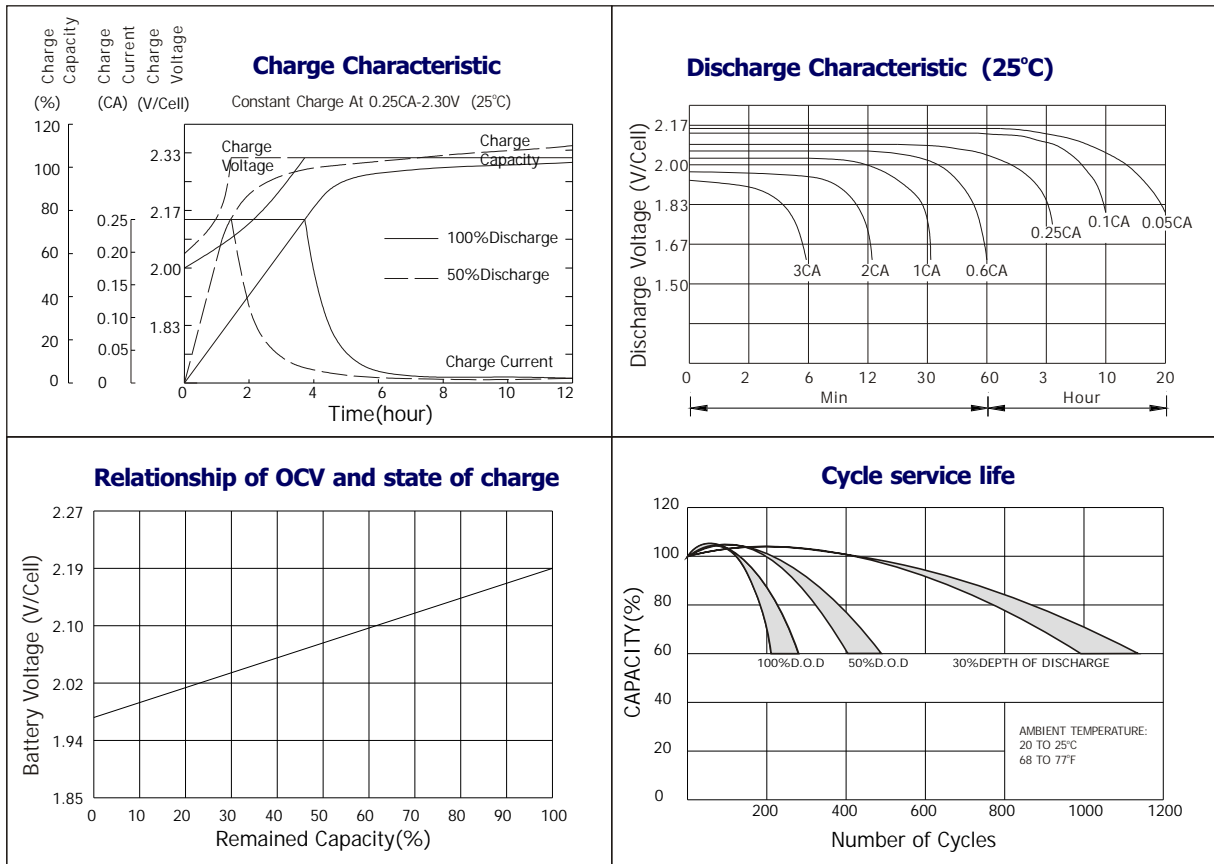 Charge Capacity
Charge Current
Charge Voltage
(%) (CA) (V/Cell)
Charge Characteristic
Constant Charge At 0.25CA-2.30V (25°C)
120
100
80
60
40
20
0
0.25
0.20
0.15
0.10
0.05
0
2.33
2.17
2.00
1.83
Charge Voltage
Charge Capacity
100%Discharge
50%Discharge
Charge Current
0 2 4 6 8 10 12
Time(hour)
Discharge Characteristic (25°C)
Discharge Voltage (V/Cell)
2.17
2.00
1.83
1.67
1.50
3CA 2CA 1CA 0.6CA 0.25CA 0.1CA 0.05CA
0 2 6 12 30 60 3 10 20
Min Hour
Relationship of OCV and state of charge
Battery Voltage (V/Cell)
2.27
2.19
2.10
2.02
1.94
1.85
0 10 20 30 40 50 60 70 80 90 100
Remained Capacity(%)
Cycle service life
CAPACITY(%)
120
100
80
60
40
20
0
100%D.O.D 50%D.O.D 30%DEPTH OF DISCHARGE
AMBIENT TEMPERATURE:
20 TO 25°C
68 TO 77°F
200 400 600 800 1000 1200
Number of Cycles